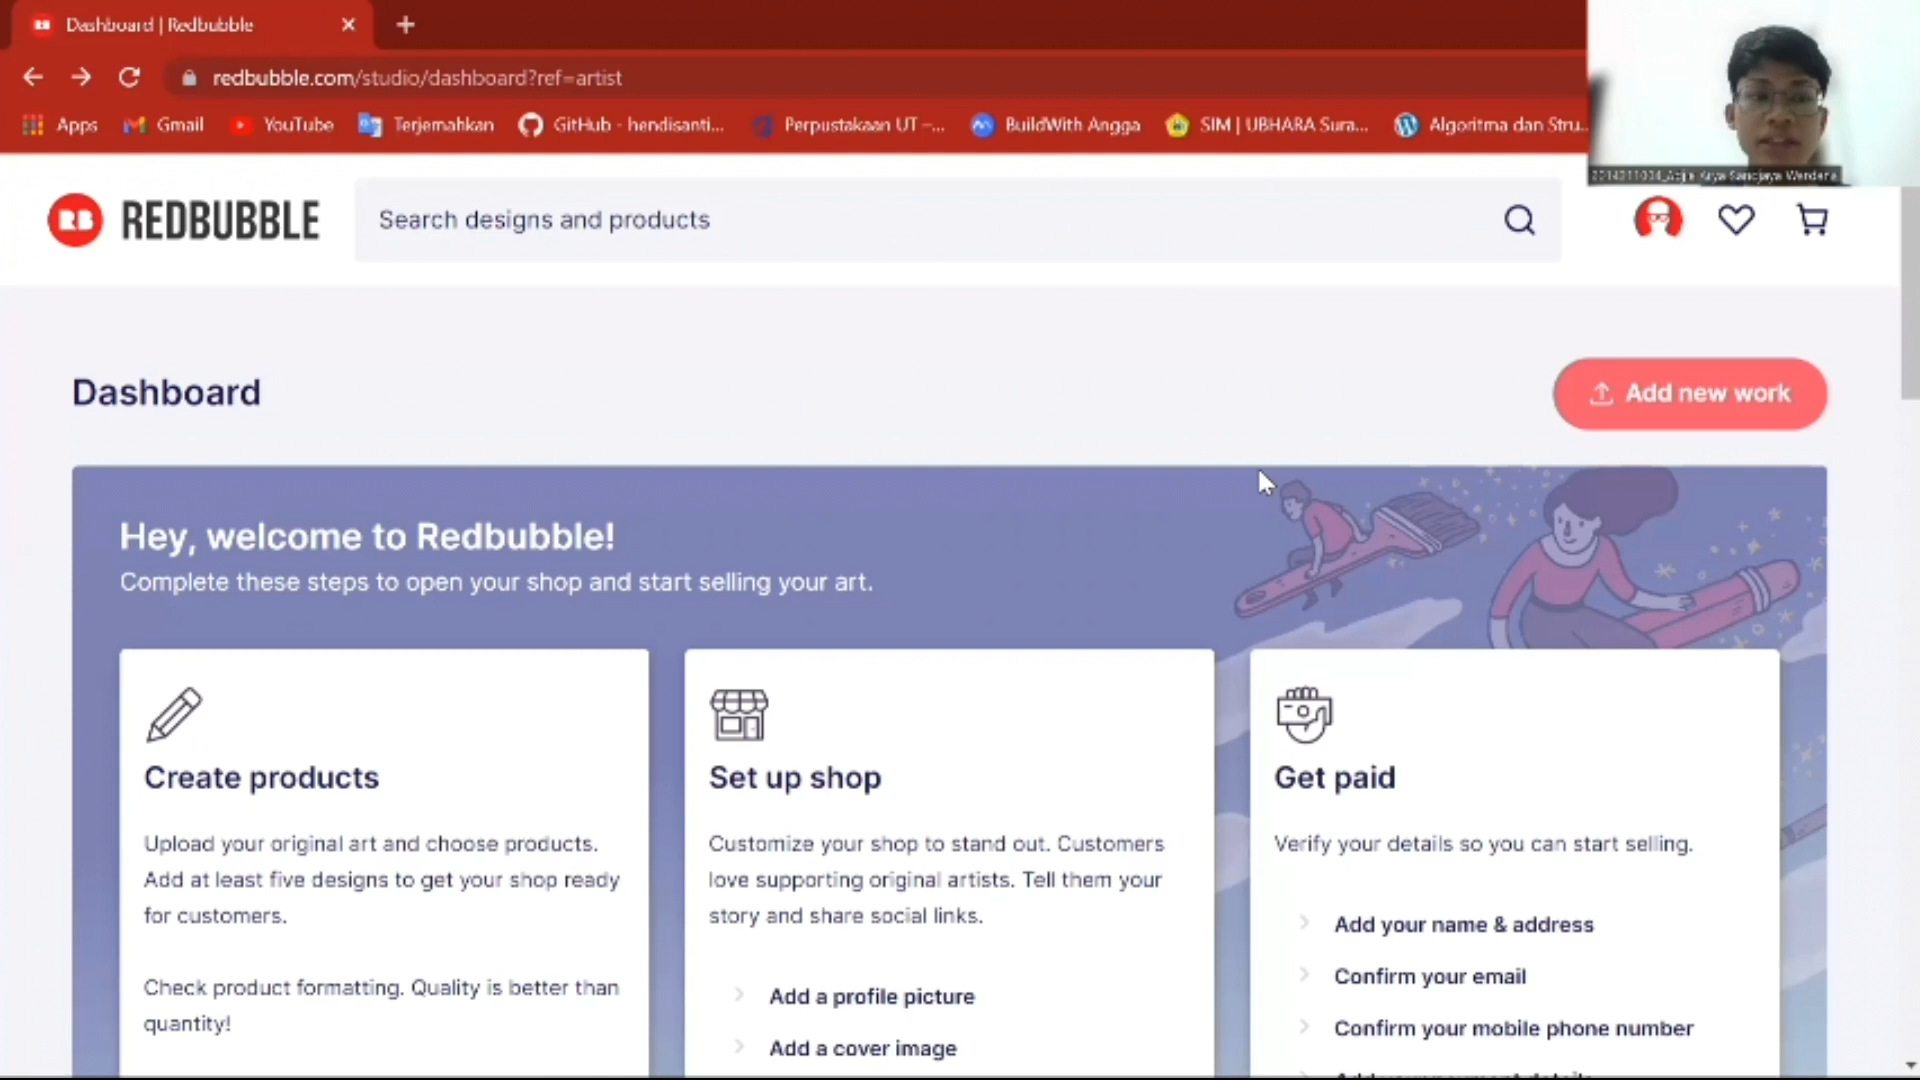 Dashboard | Redbubble
redbubble.com/studio/dashboard?ref=artist
Apps Gmail YouTube Terjemahkan GitHub - hendisanti... Perpustakaan UT –... BuildWith Angga SIM | UBHARA Sura... Algoritma dan Stru...
RB REDBUBBLE Search designs and products
Dashboard
Add new work
Hey, welcome to Redbubble!
Complete these steps to open your shop and start selling your art.
Create products
Upload your original art and choose products.
Add at least five designs to get your shop ready
for customers.
Check product formatting. Quality is better than
quantity!
Set up shop
Customize your shop to stand out. Customers
love supporting original artists. Tell them your
story and share social links.
Add a profile picture
Add a cover image
Get paid
Verify your details so you can start selling.
Add your name & address
Confirm your email
Confirm your mobile phone number